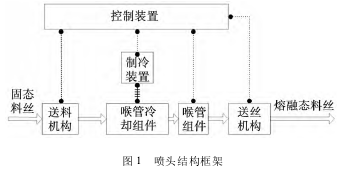 控制装置
制冷
装置
固态
料丝
送料
机构
喉管冷
却组件
喉管
组件
送丝
机构
熔融态料丝
图1 喷头结构框架